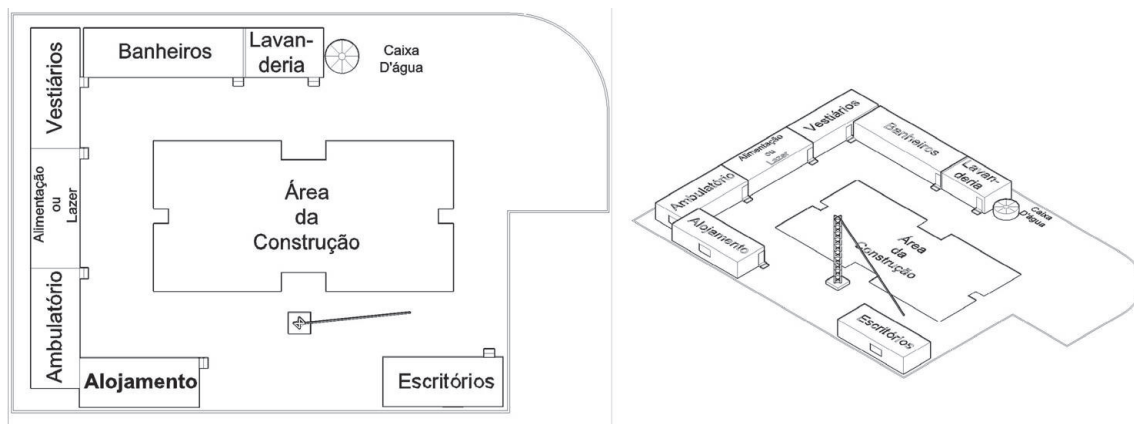 Banheiros
Lavan-
deria
Caixa
D'água
Vestiários
Alimentação
ou
Lazer
Ambulatório
Área
da
Construção
Alojamento
Escritórios
Vestiários
Alimentação
ou
Lazer
Ambulatório
Banheiros
Lavan-
deria
Caixa
D'água
Alojamento
Área
da
Construção
Escritórios